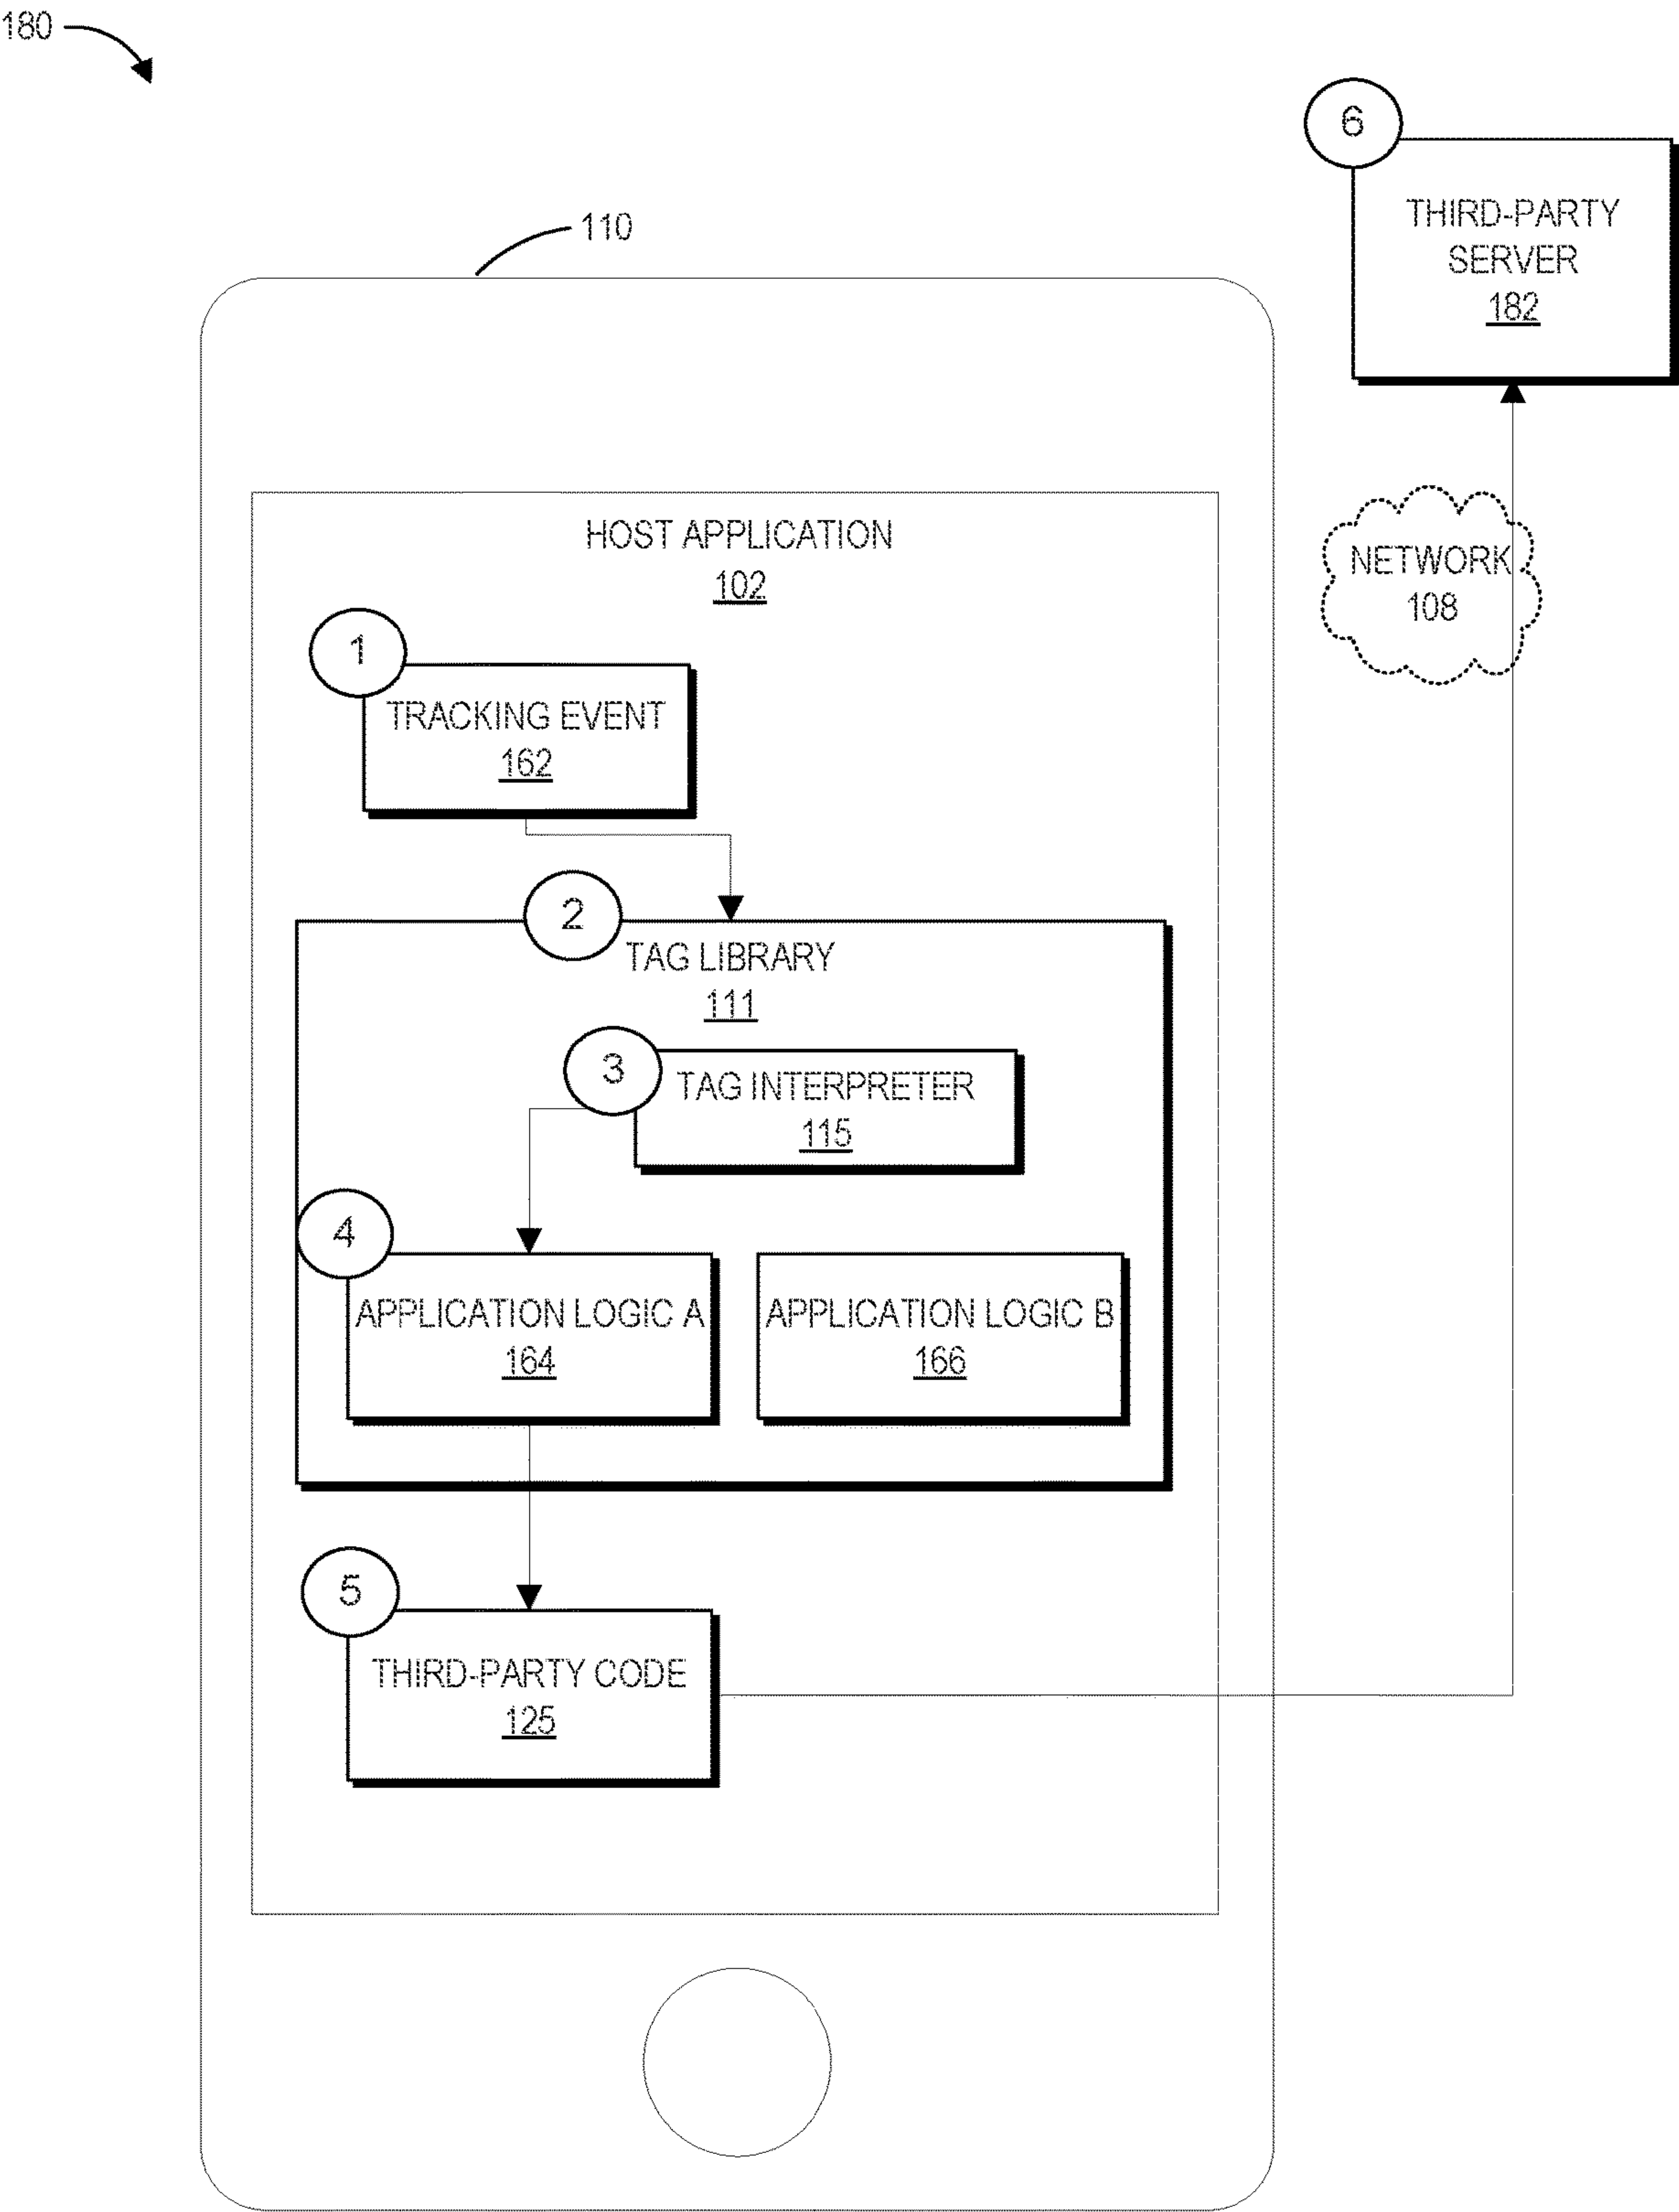 180
6
THIRD-PARTY
SERVER
182
110
HOST APPLICATION
102
NETWORK
108
1
TRACKING EVENT
162
2
TAG LIBRARY
111
3
TAG INTERPRETER
115
4
APPLICATION LOGIC A
164
APPLICATION LOGIC B
166
5
THIRD-PARTY CODE
125